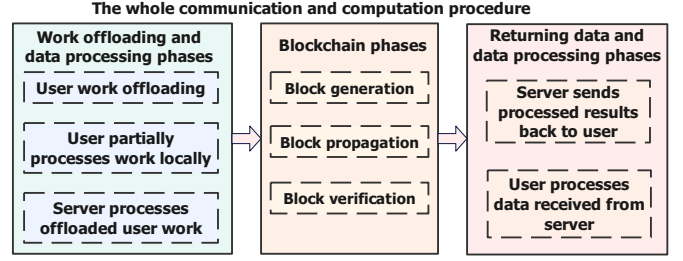 The whole communication and computation procedure
Work offloading and
data processing phases
User work offloading
User partially
processes work locally
Server processes
offloaded user work
Blockchain phases
Block generation
Block propagation
Block verification
Returning data and
data processing phases
Server sends
processed results
back to user
User processes
data received from
server